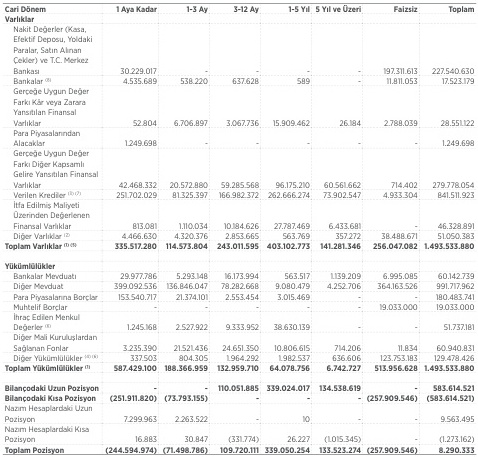 Cari Dönem 1 Aya Kadar 1-3 Ay 3-12 Ay 1-5 Yıl 5 Yıl ve Üzeri Faizsiz Toplam
Varlıklar
Nakit Değerler (Kasa,
Efektif Deposu, Yoldaki
Paralar, Satın Alınan
Çekler) ve T.C. Merkez
Bankası 30.229.017 - - - - 197.311.613 227.540.630
Bankalar (8) 4.535.689 538.220 637.628 589 - 11.811.053 17.523.179
Gerçeğe Uygun Değer
Farkı Kâr veya Zarara
Yansıtılan Finansal
Varlıklar 52.804 6.706.897 3.067.736 15.909.462 26.184 2.788.039 28.551.122
Para Piyasalarından
Alacaklar 1.249.698 - - - - - 1.249.698
Gerçeğe Uygun Değer
Farkı Diğer Kapsamlı
Gelire Yansıtılan Finansal
Varlıklar 42.468.332 20.572.880 59.285.568 96.175.210 60.561.662 714.402 279.778.054
Verilen Krediler (3) (7) 251.702.029 81.325.397 166.982.372 262.666.274 73.902.547 4.933.304 841.511.923
İtfa Edilmiş Maliyeti
Üzerinden Değerlenen
Finansal Varlıklar 813.081 1.110.034 10.184.626 27.787.469 6.433.681 - 46.328.891
Diğer Varlıklar (2) 4.466.630 4.320.376 2.853.665 563.769 357.272 38.488.671 51.050.383
Toplam Varlıklar (1) (5) 335.517.280 114.573.804 243.011.595 403.102.773 141.281.346 256.047.082 1.493.533.880
Yükümlülükler
Bankalar Mevduatı 29.977.786 5.293.148 16.173.994 563.517 1.139.209 6.995.085 60.142.739
Diğer Mevduat 399.092.536 136.846.047 78.282.668 9.080.479 4.252.706 364.163.526 991.717.962
Para Piyasalarına Borçlar 153.540.717 21.374.101 2.553.454 3.015.469 - - 180.483.741
Muhtelif Borçlar - - - - - 19.033.000 19.033.000
İhraç Edilen Menkul
Değerler (8) 1.245.168 2.527.922 9.333.952 38.630.139 - - 51.737.181
Diğer Mali Kuruluşlardan
Sağlanan Fonlar 3.235.390 21.521.436 24.651.350 10.806.615 714.206 11.834 60.940.831
Diğer Yükümlülükler (4) (6) 337.503 804.305 1.964.292 1.982.537 636.606 123.753.183 129.478.426
Toplam Yükümlülükler (1) 587.429.100 188.366.959 132.959.710 64.078.756 6.742.727 513.956.628 1.493.533.880
Bilançodaki Uzun Pozisyon - - 110.051.885 339.024.017 134.538.619 - 583.614.521
Bilançodaki Kısa Pozisyon (251.911.820) (73.793.155) - - - (257.909.546) (583.614.521)
Nazım Hesaplardaki Uzun
Pozisyon 7.299.963 2.263.522 - 10 - - 9.563.495
Nazım Hesaplardaki Kısa
Pozisyon 16.883 30.847 (331.774) 26.227 (1.015.345) - (1.273.162)
Toplam Pozisyon (244.594.974) (71.498.786) 109.720.111 339.050.254 133.523.274 (257.909.546) 8.290.333